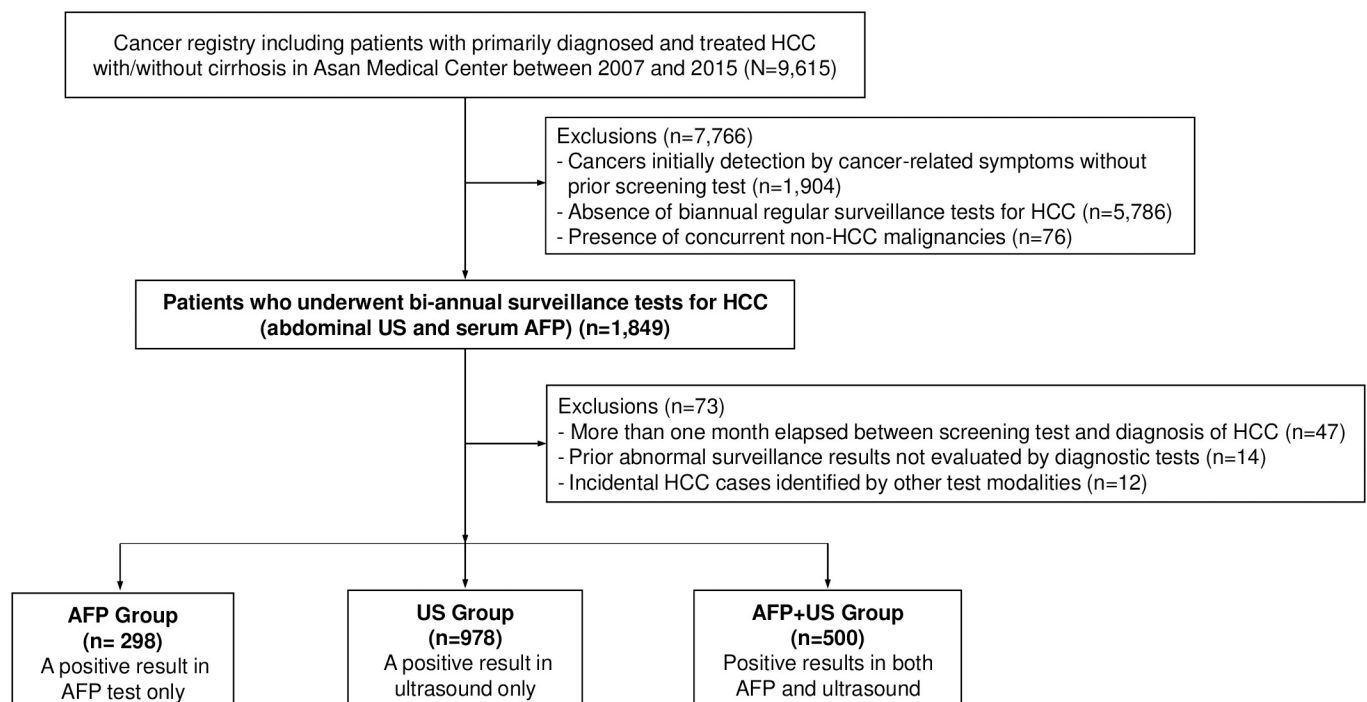 Cancer registry including patients with primarily diagnosed and treated HCC
with/without cirrhosis in Asan Medical Center between 2007 and 2015 (N=9,615)
Exclusions (n=7,766)
- Cancers initially detection by cancer-related symptoms without
prior screening test (n=1,904)
- Absence of biannual regular surveillance tests for HCC (n=5,786)
- Presence of concurrent non-HCC malignancies (n=76)
Patients who underwent bi-annual surveillance tests for HCC
(abdominal US and serum AFP) (n=1,849)
Exclusions (n=73)
- More than one month elapsed between screening test and diagnosis of HCC (n=47)
- Prior abnormal surveillance results not evaluated by diagnostic tests (n=14)
- Incidental HCC cases identified by other test modalities (n=12)
AFP Group
(n= 298)
A positive result in
AFP test only
US Group
(n=978)
A positive result in
ultrasound only
AFP+US Group
(n=500)
Positive results in both
AFP and ultrasound